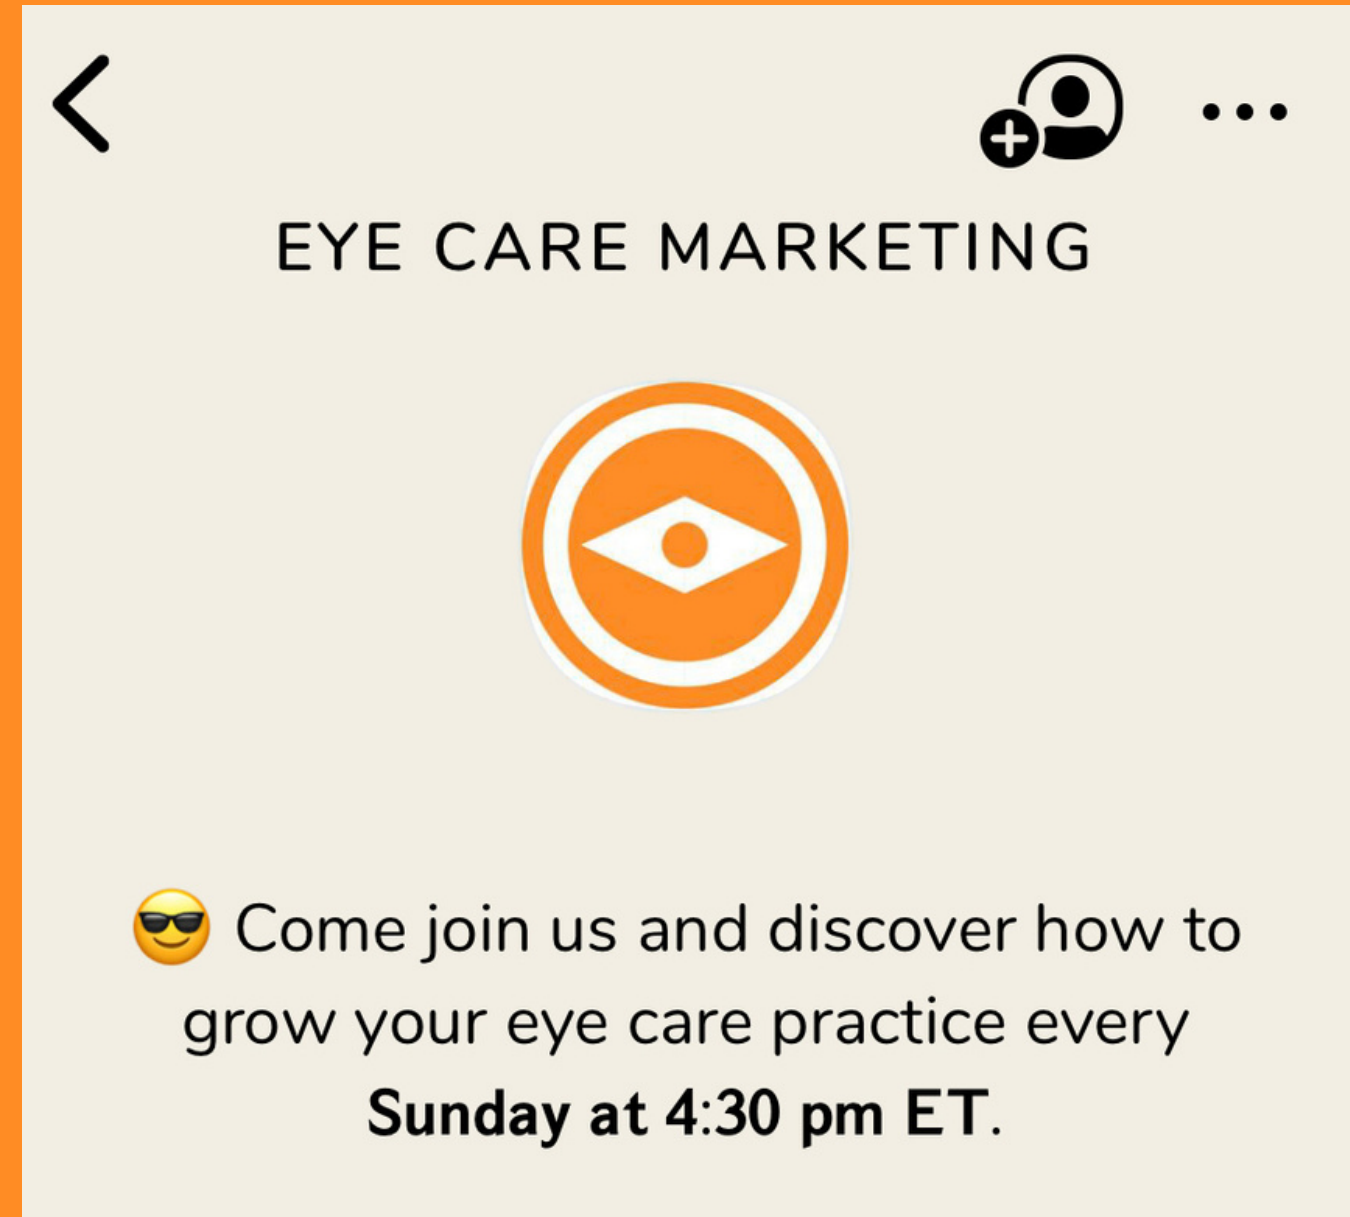 EYE CARE MARKETING
😎 Come join us and discover how to
grow your eye care practice every
Sunday at 4:30 pm ET.